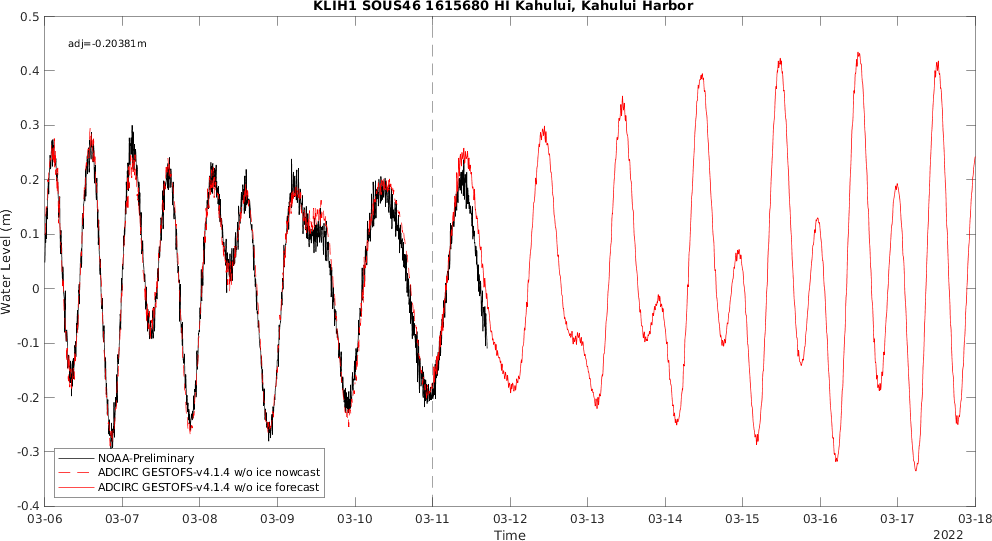 KLIH1 SOUS46 1615680 HI Kahului, Kahului Harbor
adj=-0.20381m
0.5
0.4
0.3
0.2
0.1
0
-0.1
-0.2
-0.3
-0.4
Water Level (m)
NOAA-Preliminary
ADCIRC GESTOFS-v4.1.4 w/o ice nowcast
ADCIRC GESTOFS-v4.1.4 w/o ice forecast
03-06 03-07 03-08 03-09 03-10 03-11 03-12 03-13 03-14 03-15 03-16 03-17 03-18
Time
2022